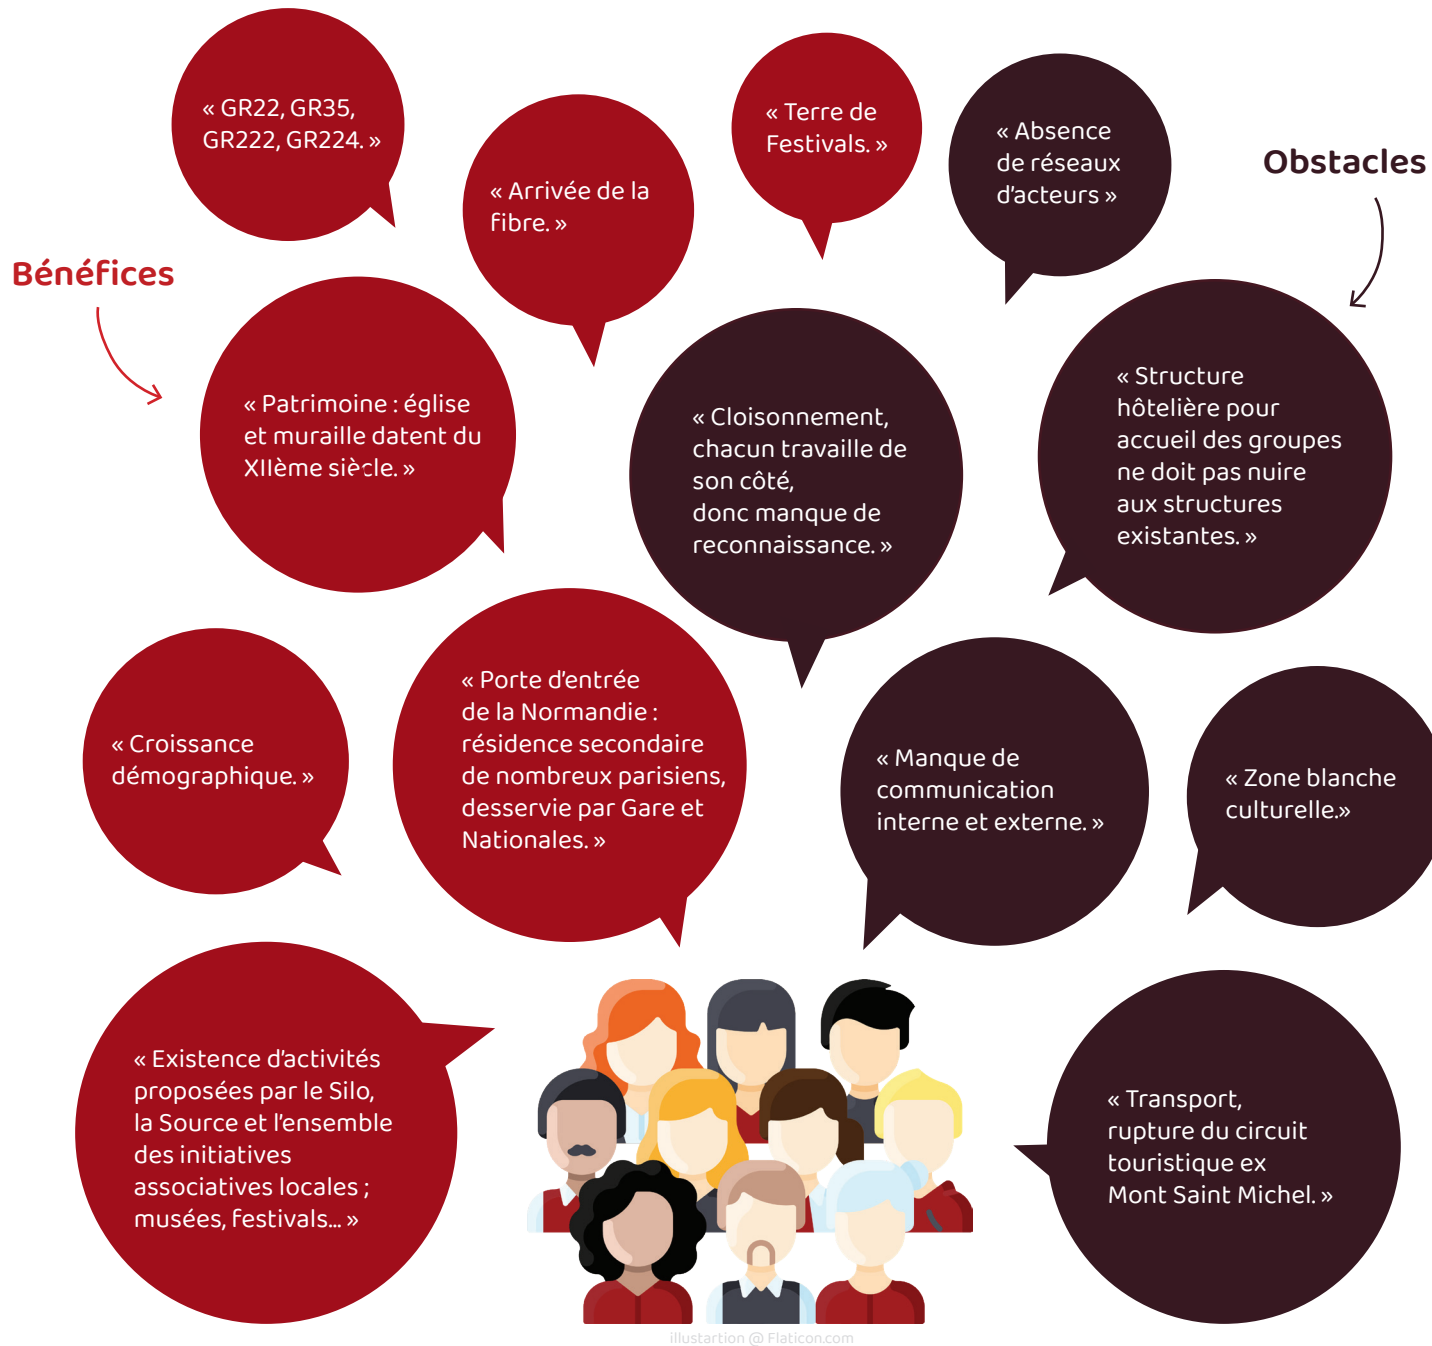 « GR22, GR35,
GR222, GR224. »
« Arrivée de la
fibre. »
« Terre de
Festivals. »
« Absence
de réseaux
d'acteurs »
Obstacles
Bénéfices
« Patrimoine : église
et muraille datent du
XIIème siècle. »
« Cloisonnement,
chacun travaille de
son côté,
donc manque de
reconnaissance. »
« Structure
hôtelière pour
accueil des groupes
ne doit pas nuire
aux structures
existantes. »
« Croissance
démographique. »
« Porte d'entrée
de la Normandie :
résidence secondaire
de nombreux parisiens,
desservie par Gare et
Nationales. »
« Manque de
communication
interne et externe. »
« Zone blanche
culturelle.»
« Existence d'activités
proposées par le Silo,
la Source et l'ensemble
des initiatives
associatives locales ;
musées, festivals... »
« Transport,
rupture du circuit
touristique ex
Mont Saint Michel. »
illustartion @ Flaticon.com